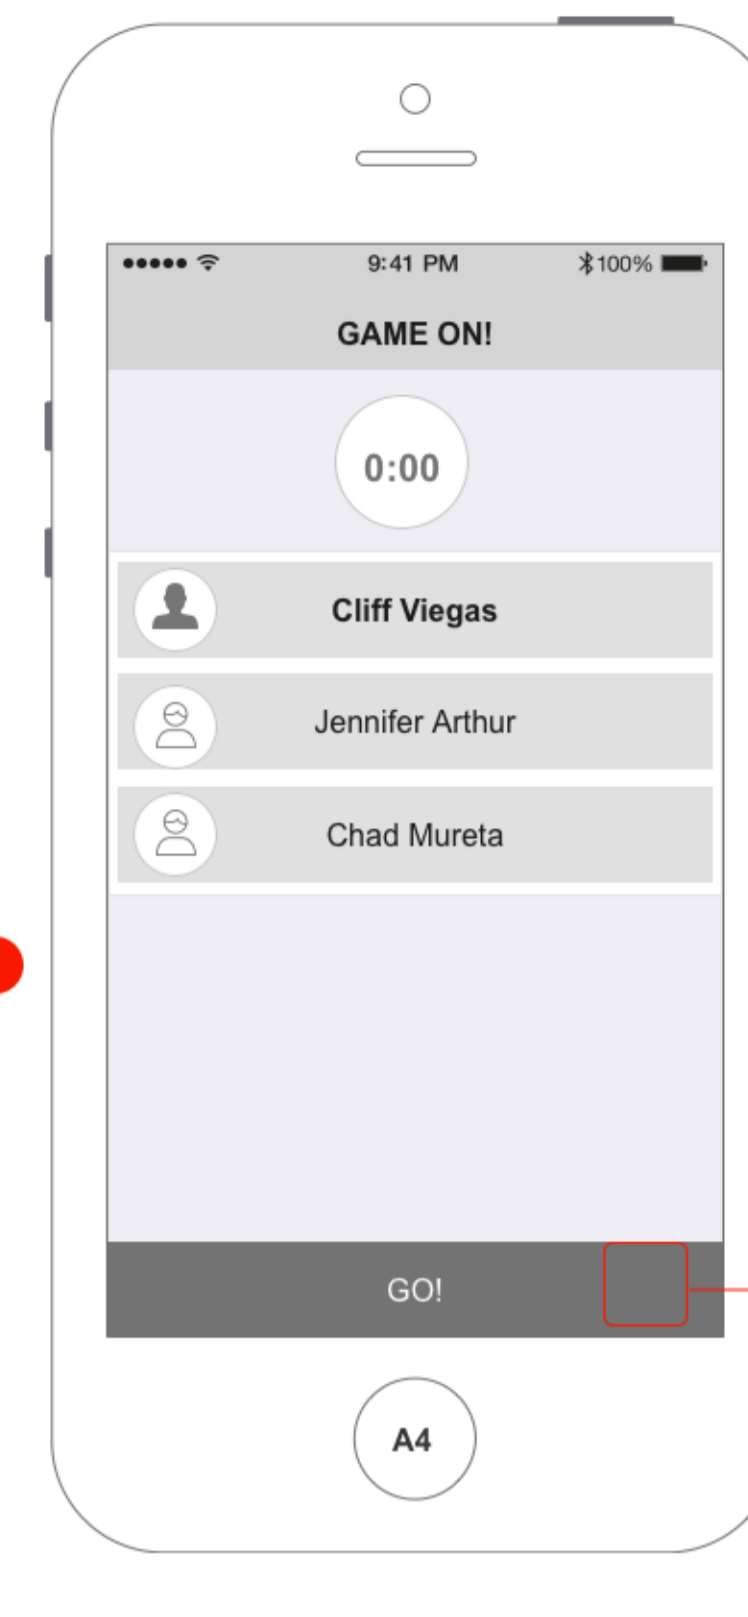 9:41 PM
100%
GAME ON!
0:00
Cliff Viegas
Jennifer Arthur
Chad Mureta
GO!
A4